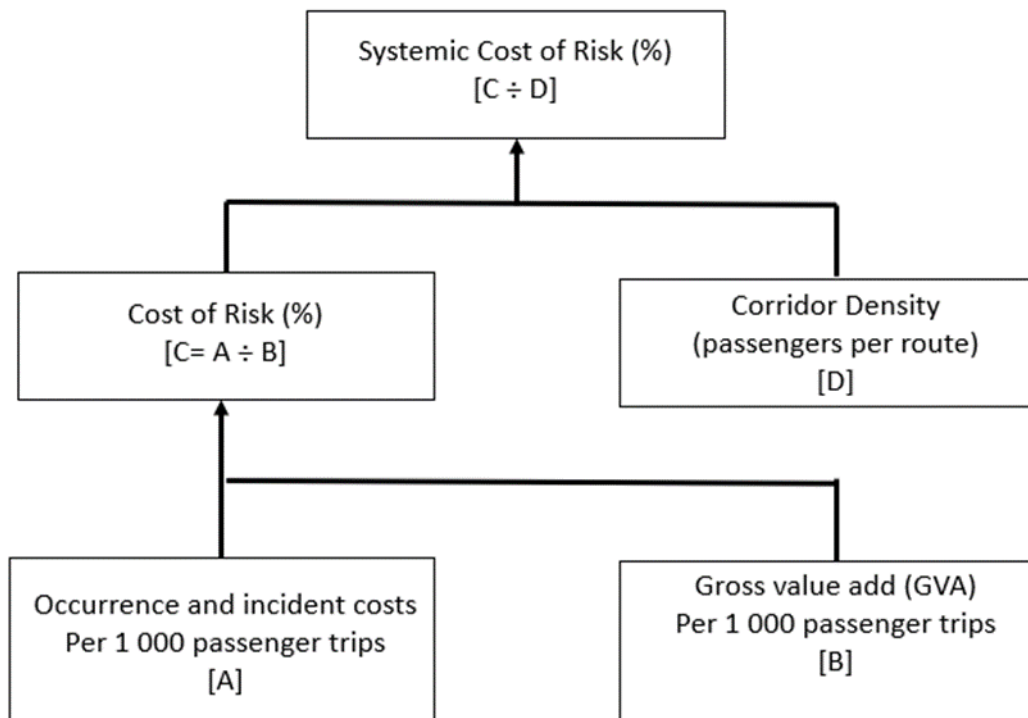 Systemic Cost of Risk (%)
[C ÷ D]
Cost of Risk (%)
[C= A ÷ B]
Corridor Density
(passengers per route)
[D]
Occurrence and incident costs
Per 1 000 passenger trips
[A]
Gross value add (GVA)
Per 1 000 passenger trips
[B]